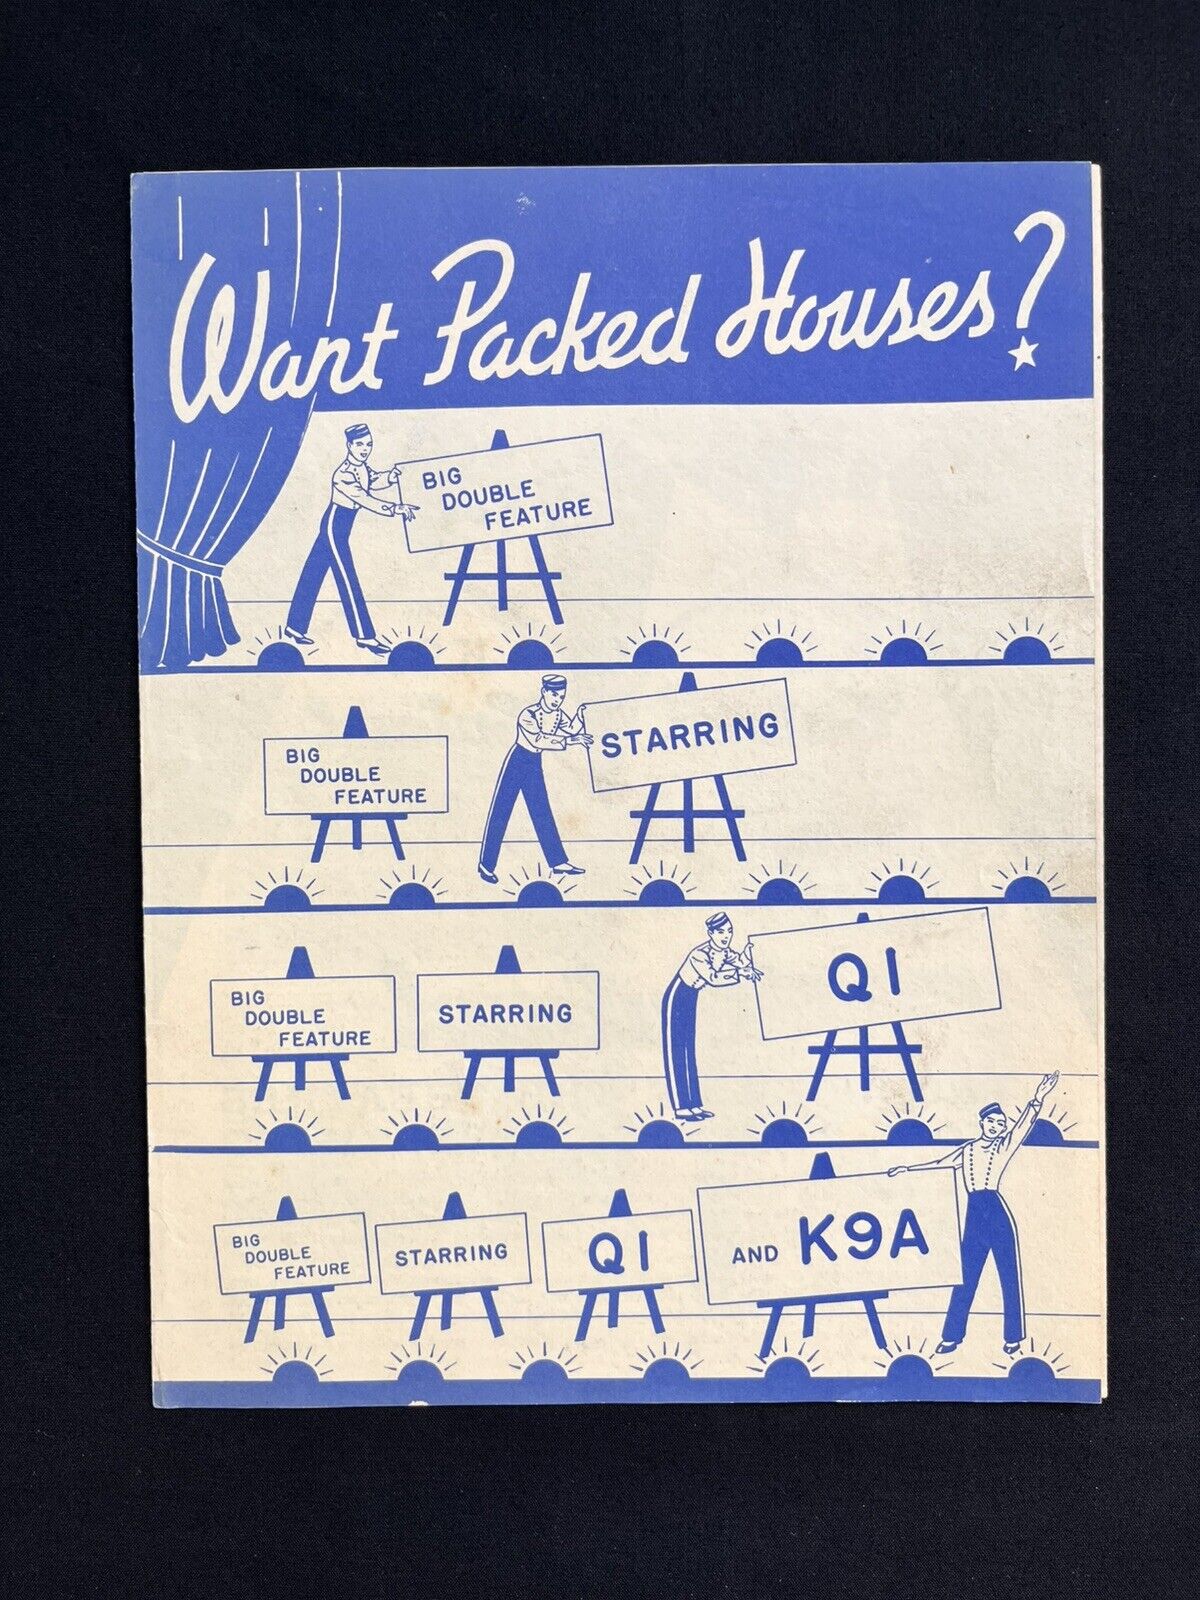 Want Packed Houses?
BIG
DOUBLE
FEATURE
BIG
DOUBLE
FEATURE
STARRING
BIG
DOUBLE
FEATURE
STARRING
Q1
BIG
DOUBLE
FEATURE
STARRING
Q1
AND K9A